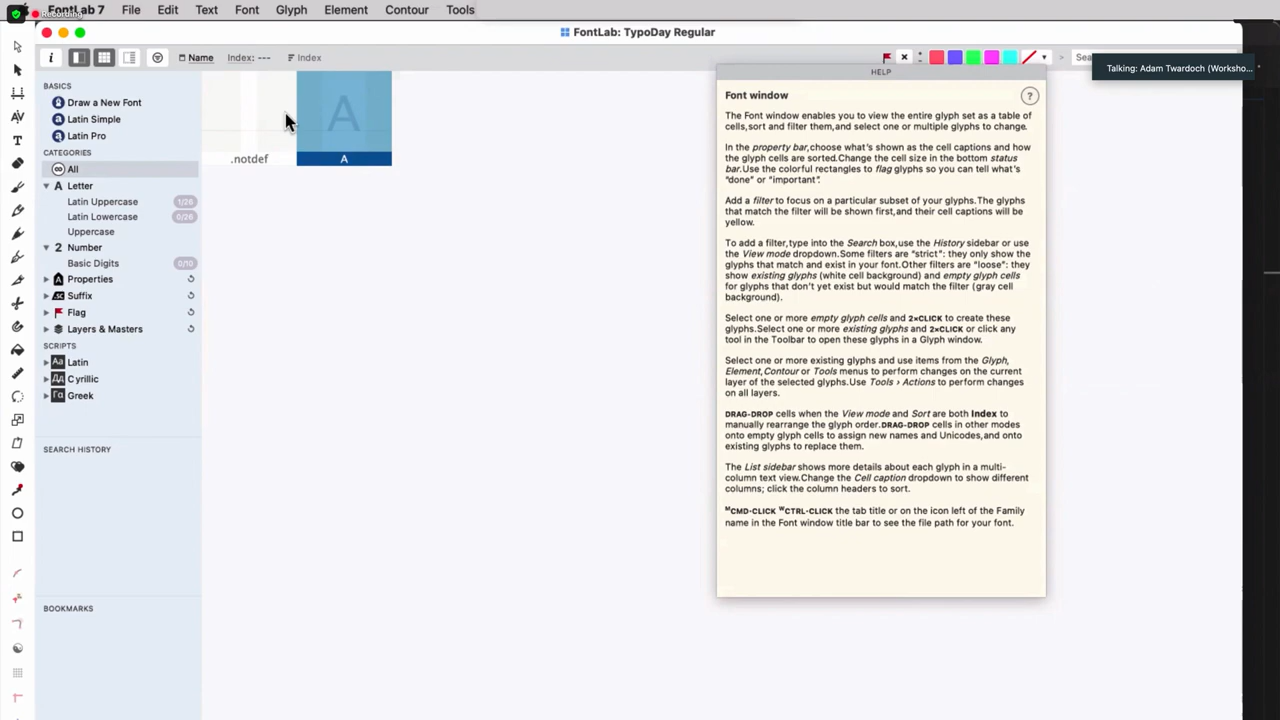 Recording
FontLab 7 File Edit Text Font Glyph Element Contour Tools
FontLab: TypoDay Regular
i Name Index: --- Index
Talking: Adam Twardoch (Worksho...
HELP
BASICS
Draw a New Font
Latin Simple
Latin Pro
CATEGORIES
All
A Letter
Latin Uppercase 1/26
Latin Lowercase 0/26
Uppercase
2 Number
Basic Digits 0/10
Properties
Suffix
Flag
Layers & Masters
SCRIPTS
Aa Latin
Дд Cyrillic
Γα Greek
SEARCH HISTORY
BOOKMARKS
A
.notdef A
Font window ?
The Font window enables you to view the entire glyph set as a table of
cells,sort and filter them,and select one or multiple glyphs to change.
In the property bar,choose what's shown as the cell captions and how
the glyph cells are sorted.Change the cell size in the bottom status
bar.Use the colorful rectangles to flag glyphs so you can tell what's
"done" or "important".
Add a filter to focus on a particular subset of your glyphs.The glyphs
that match the filter will be shown first,and their cell captions will be
yellow.
To add a filter,type into the Search box,use the History sidebar or use
the View mode dropdown.Some filters are "strict": they only show the
glyphs that match and exist in your font.Other filters are "loose": they
show existing glyphs (white cell background) and empty glyph cells
for glyphs that don't yet exist but would match the filter (gray cell
background).
Select one or more empty glyph cells and 2×CLICK to create these
glyphs.Select one or more existing glyphs and 2×CLICK or click any
tool in the Toolbar to open these glyphs in a Glyph window.
Select one or more existing glyphs and use items from the Glyph,
Element,Contour or Tools menus to perform changes on the current
layer of the selected glyphs.Use Tools › Actions to perform changes
on all layers.
DRAG-DROP cells when the View mode and Sort are both Index to
manually rearrange the glyph order.DRAG-DROP cells in other modes
onto empty glyph cells to assign new names and Unicodes,and onto
existing glyphs to replace them.
The List sidebar shows more details about each glyph in a multi-
column text view.Change the Cell caption dropdown to show different
columns; click the column headers to sort.
ᴹCMD-CLICK ᵂCTRL-CLICK the tab title or on the icon left of the Family
name in the Font window title bar to see the file path for your font.